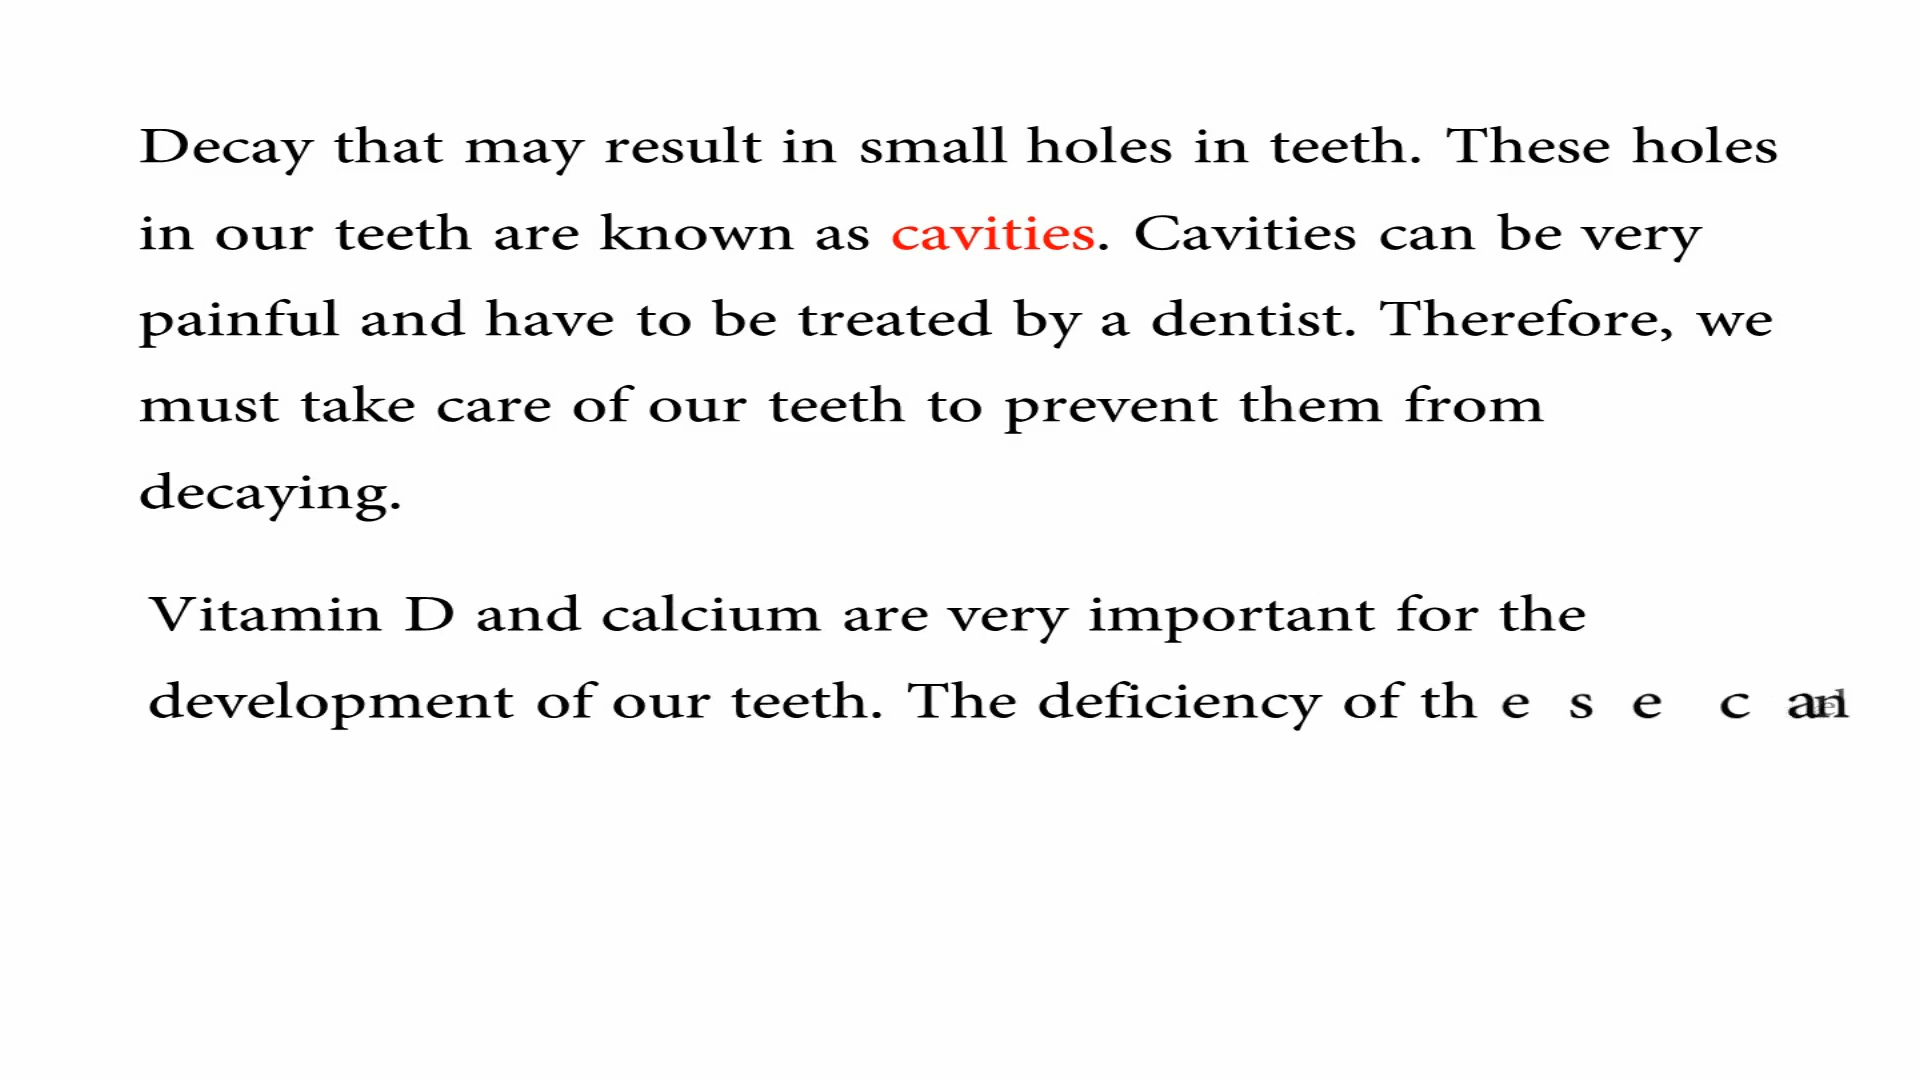 Decay that may result in small holes in teeth. These holes
in our teeth are known as cavities. Cavities can be very
painful and have to be treated by a dentist. Therefore, we
must take care of our teeth to prevent them from
decaying.
Vitamin D and calcium are very important for the
development of our teeth. The deficiency of these can